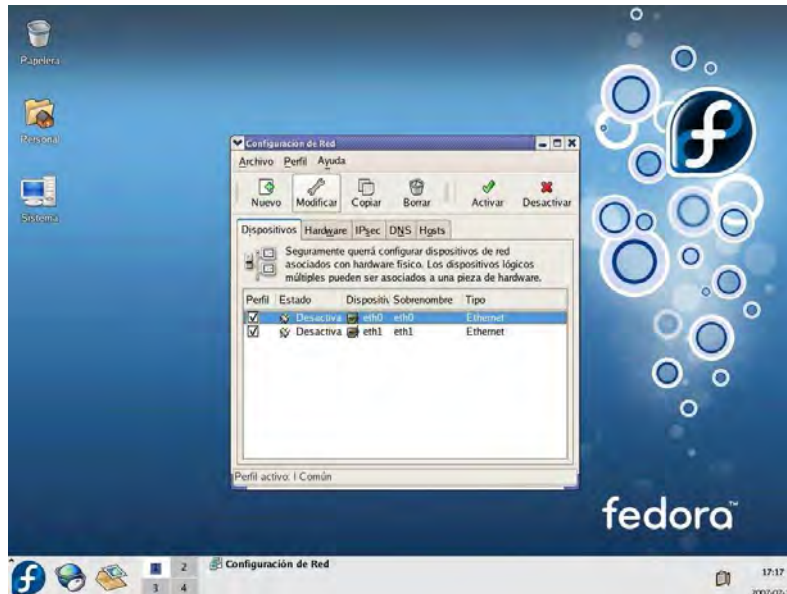 Papelera
Personal
Sistema
Configuración de Red
Archivo Perfil Ayuda
Nuevo Modificar Copiar Borrar Activar Desactivar
Dispositivos Hardware IPsec DNS Hosts
Seguramente querrá configurar dispositivos de red
asociados con hardware físico. Los dispositivos lógicos
múltiples pueden ser asociados a una pieza de hardware.
Perfil Estado Dispositiv Sobrenombre Tipo
Desactiva eth0 eth0 Ethernet
Desactiva eth1 eth1 Ethernet
Perfil activo: Común
fedora™
1 2
3 4
Configuración de Red
17:17